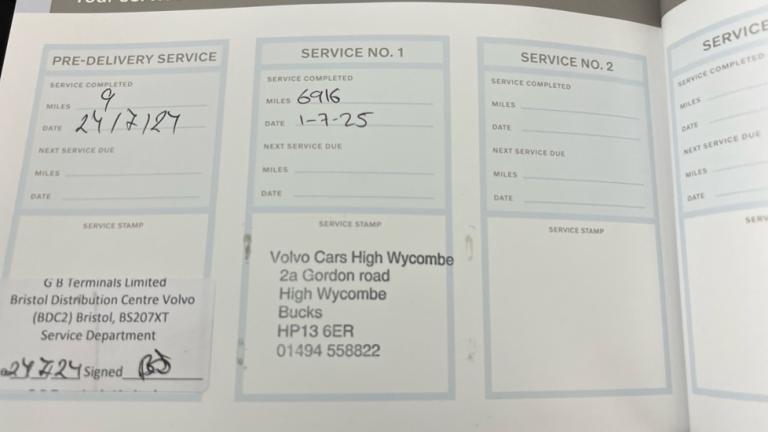 PRE-DELIVERY SERVICE
SERVICE COMPLETED
MILES 9
DATE 24/7/24
NEXT SERVICE DUE
MILES
DATE
SERVICE STAMP
G B Terminals Limited
Bristol Distribution Centre Volvo
(BDC2) Bristol, BS207XT
Service Department
24 7 24 Signed
SERVICE NO. 1
SERVICE COMPLETED
MILES 6916
DATE 1-7-25
NEXT SERVICE DUE
MILES
DATE
SERVICE STAMP
Volvo Cars High Wycombe
2a Gordon road
High Wycombe
Bucks
HP13 6ER
01494 558822
SERVICE NO. 2
SERVICE COMPLETED
MILES
DATE
NEXT SERVICE DUE
MILES
DATE
SERVICE STAMP
SERVICE
SERVICE COMPLETED
MILES
DATE
NEXT SERVICE DUE
MILES
DATE